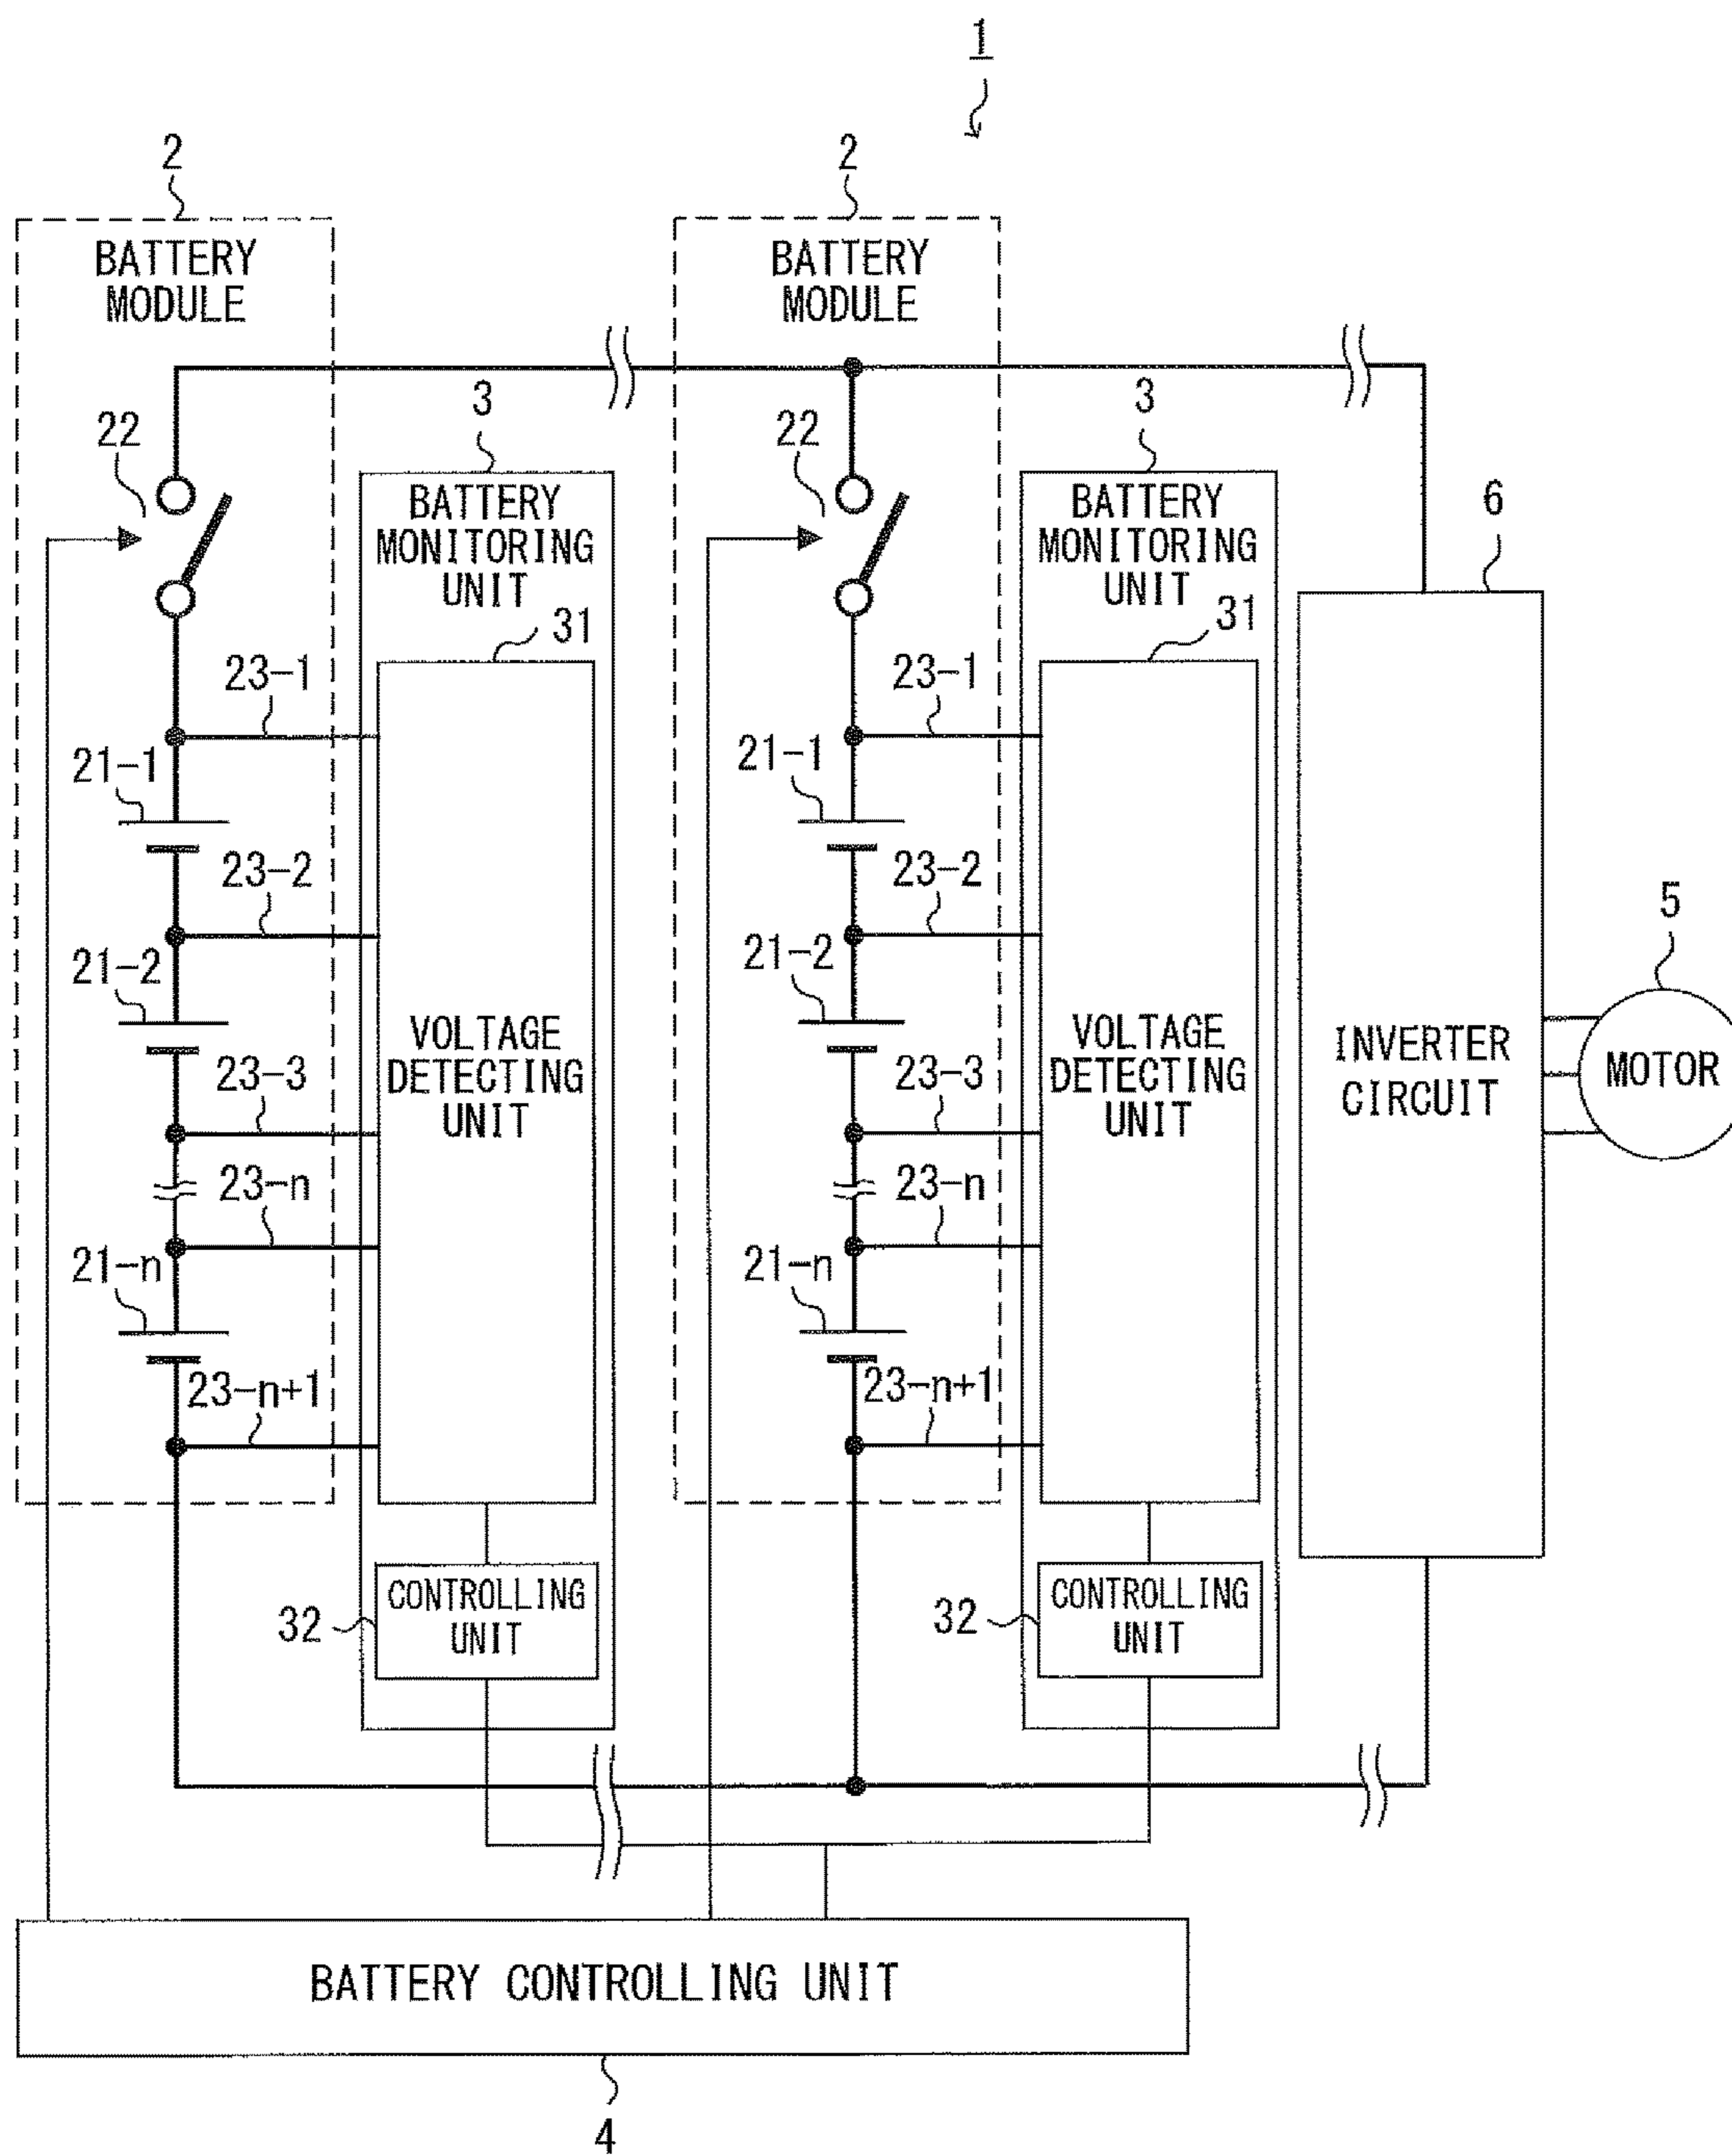 1
2
2
BATTERY
MODULE
BATTERY
MODULE
3
3
22
22
BATTERY
MONITORING
UNIT
BATTERY
MONITORING
UNIT
6
31
31
23-1
23-1
21-1
21-1
23-2
23-2
21-2
21-2
5
VOLTAGE
DETECTING
UNIT
VOLTAGE
DETECTING
UNIT
INVERTER
CIRCUIT
MOTOR
23-3
23-3
23-n
23-n
21-n
21-n
23-n+1
23-n+1
32
CONTROLLING
UNIT
32
CONTROLLING
UNIT
BATTERY CONTROLLING UNIT
4